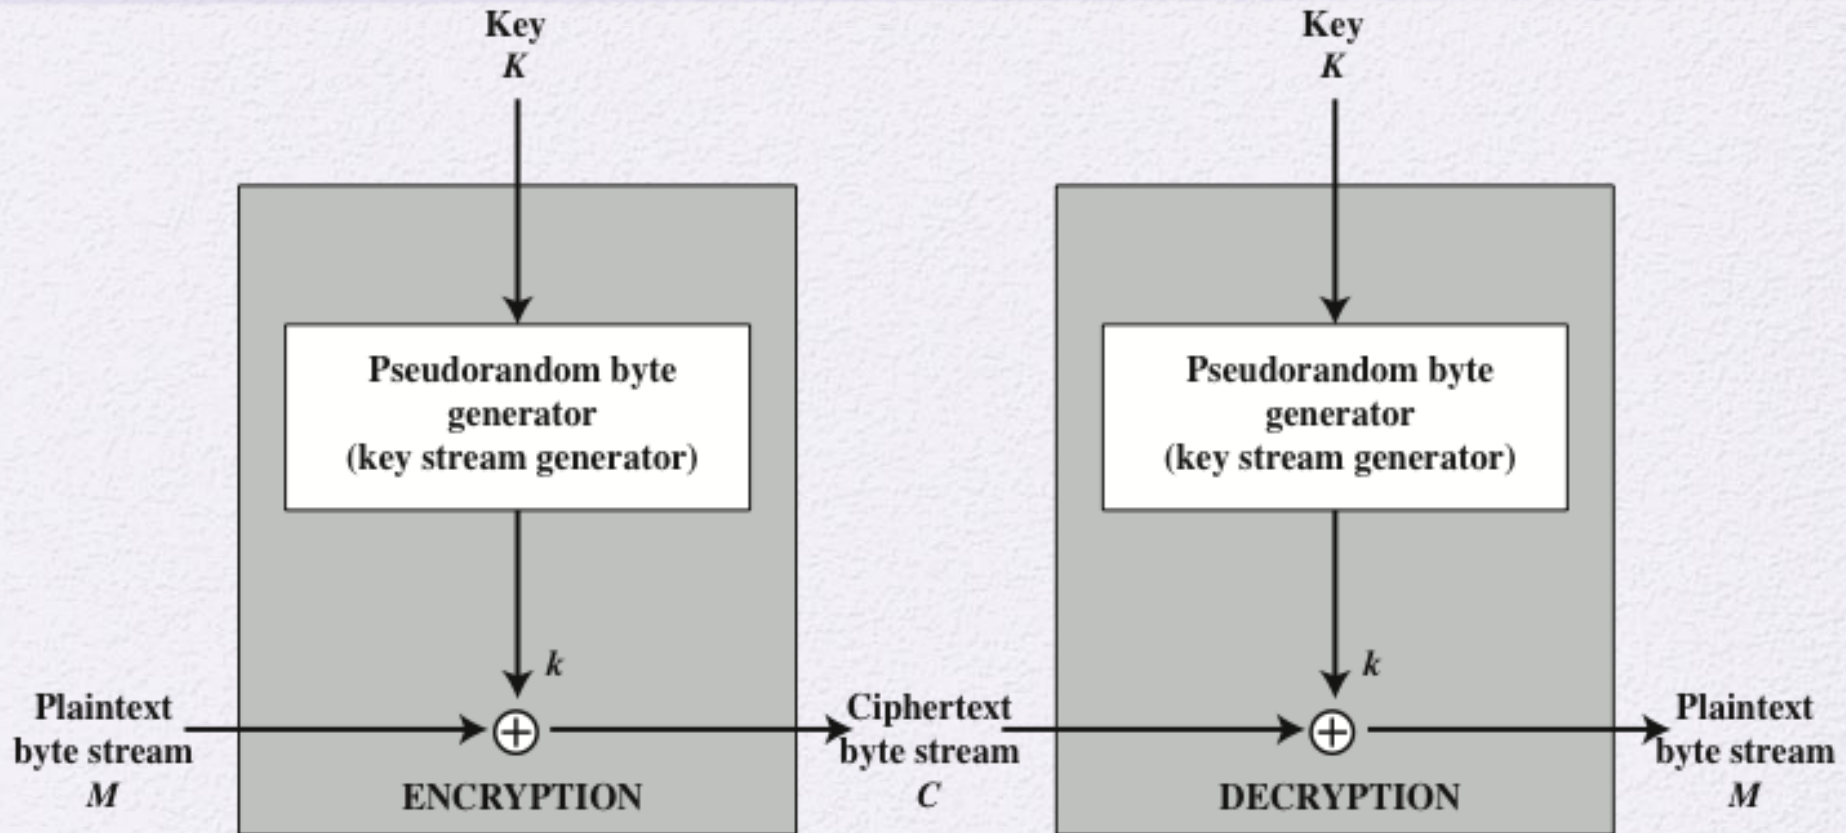 Key
K
Key
K
Pseudorandom byte
generator
(key stream generator)
Pseudorandom byte
generator
(key stream generator)
k
k
Plaintext
byte stream
M
ENCRYPTION
Ciphertext
byte stream
C
DECRYPTION
Plaintext
byte stream
M